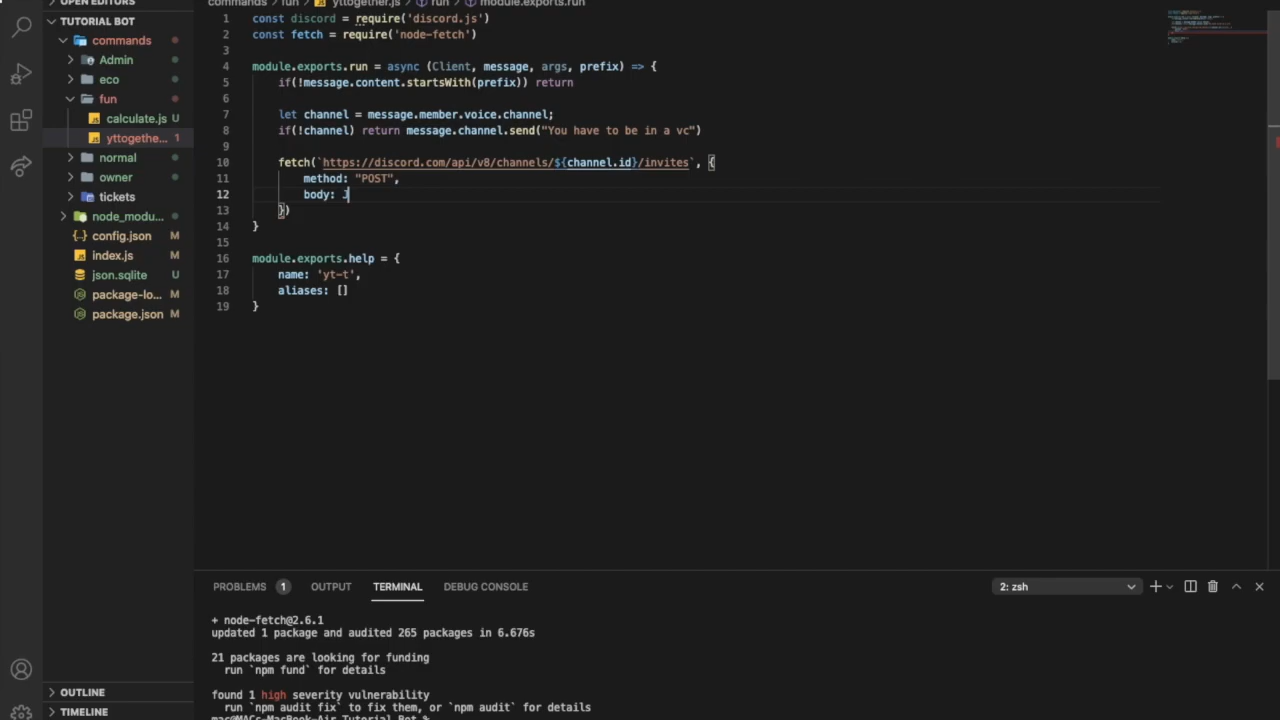 OPEN EDITORS
commands > fun > yttogether.js > run > module.exports.run
TUTORIAL BOT
commands
Admin
eco
fun
calculate.js U
yttogethe... 1
normal
owner
tickets
node_modu...
config.json M
index.js M
json.sqlite U
package-lo... M
package.json M
OUTLINE
TIMELINE
1 const discord = require('discord.js')
2 const fetch = require('node-fetch')
3
4 module.exports.run = async (Client, message, args, prefix) => {
5 if(!message.content.startsWith(prefix)) return
6
7 let channel = message.member.voice.channel;
8 if(!channel) return message.channel.send("You have to be in a vc")
9
10 fetch(`https://discord.com/api/v8/channels/${channel.id}/invites`, {
11 method: "POST",
12 body: J
13 })
14 }
15
16 module.exports.help = {
17 name: 'yt-t',
18 aliases: []
19 }
PROBLEMS 1 OUTPUT TERMINAL DEBUG CONSOLE 2: zsh
+ node-fetch@2.6.1
updated 1 package and audited 265 packages in 6.676s
21 packages are looking for funding
run `npm fund` for details
found 1 high severity vulnerability
run `npm audit fix` to fix them, or `npm audit` for details
mac@MACs-MacBook-Air Tutorial Bot %